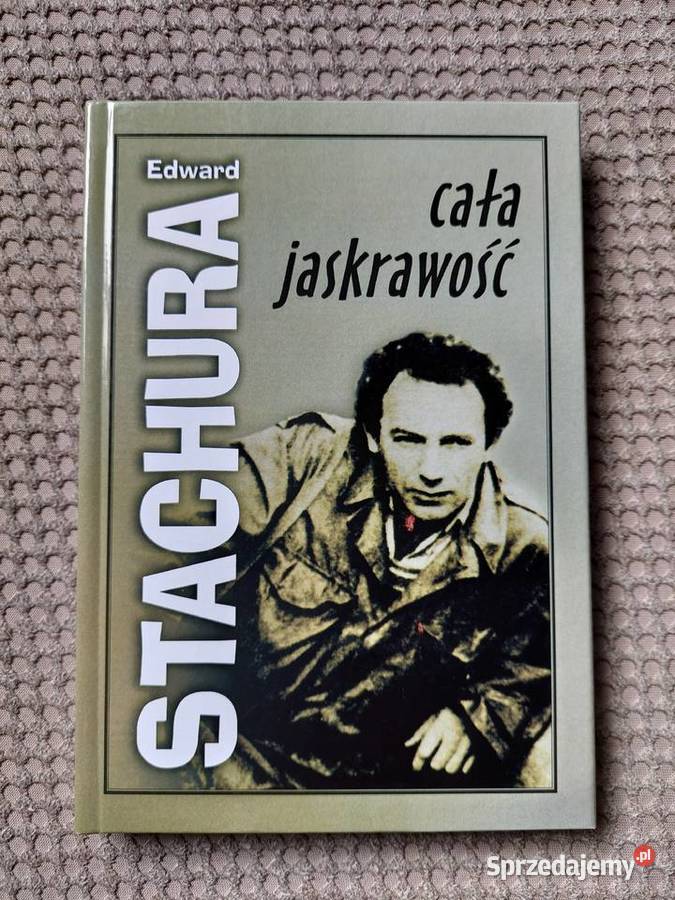 Edward
STACHURA
cała
jaskrawość
Sprzedajemy.pl